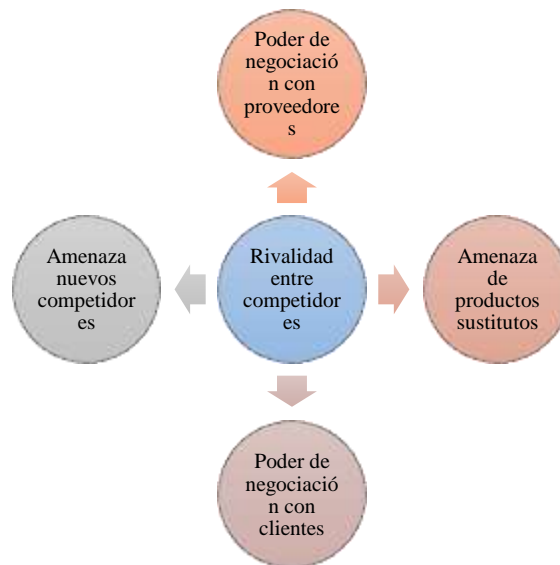 Poder de
negociació
n con
proveedore
s
Amenaza
nuevos
competidor
es
Rivalidad
entre
competidor
es
Amenaza
de
productos
sustitutos
Poder de
negociació
n con
clientes